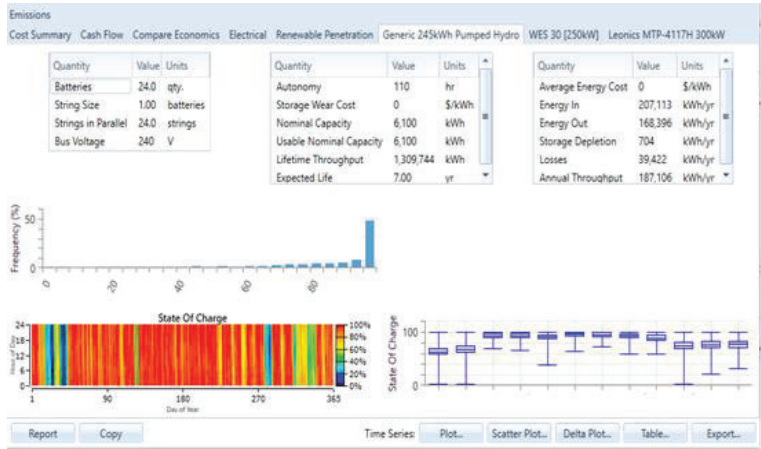 Emissions
Cost Summary Cash Flow Compare Economics Electrical Renewable Penetration Generic 245kWh Pumped Hydro WES 30 [250kW] Leonics MTP-4117H 300kW
Quantity Value Units
Batteries 24.0 qty.
String Size 1.00 batteries
Strings in Parallel 24.0 strings
Bus Voltage 240 V
Quantity Value Units
Autonomy 110 hr
Storage Wear Cost 0 $/kWh
Nominal Capacity 6,100 kWh
Usable Nominal Capacity 6,100 kWh
Lifetime Throughput 1,309,744 kWh
Expected Life 7.00 yr
Quantity Value Units
Average Energy Cost 0 $/kWh
Energy In 207,113 kWh/yr
Energy Out 168,396 kWh/yr
Storage Depletion 704 kWh/yr
Losses 39,422 kWh/yr
Annual Throughput 187,106 kWh/yr
Frequency (%)
50
0
0 20 40 60 80
State Of Charge
Hour of Day
24
18
12
6
0
1 90 180 270 365
Day of Year
100%
80%
60%
40%
20%
0%
State Of Charge
100
0
Report Copy Time Series: Plot... Scatter Plot... Delta Plot... Table... Export...